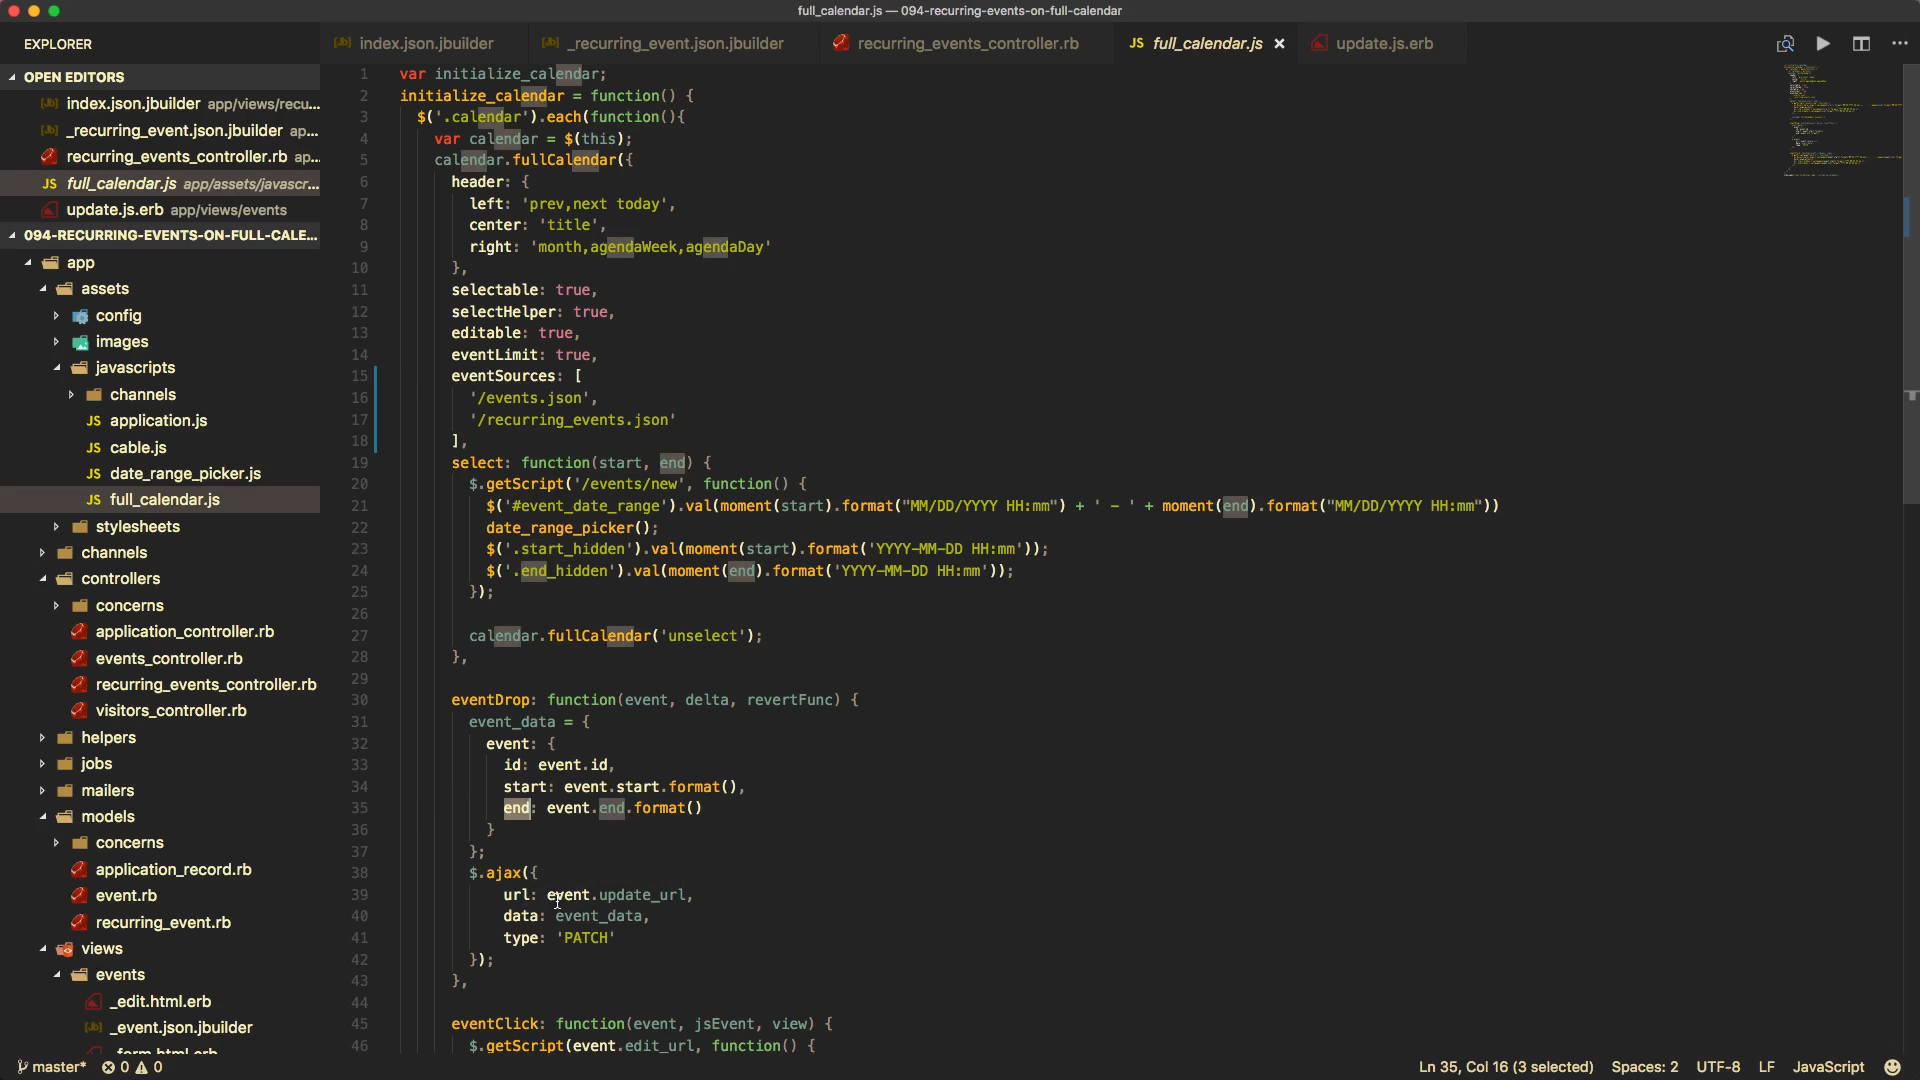 full_calendar.js — 094-recurring-events-on-full-calendar
EXPLORER
OPEN EDITORS
index.json.jbuilder app/views/recu...
_recurring_event.json.jbuilder ap...
recurring_events_controller.rb ap...
JS full_calendar.js app/assets/javascr...
update.js.erb app/views/events
094-RECURRING-EVENTS-ON-FULL-CALE...
app
assets
config
images
javascripts
channels
JS application.js
JS cable.js
JS date_range_picker.js
JS full_calendar.js
stylesheets
channels
controllers
concerns
application_controller.rb
events_controller.rb
recurring_events_controller.rb
visitors_controller.rb
helpers
jobs
mailers
models
concerns
application_record.rb
event.rb
recurring_event.rb
views
events
_edit.html.erb
_event.json.jbuilder
_form.html.erb
index.json.jbuilder
_recurring_event.json.jbuilder
recurring_events_controller.rb
JS full_calendar.js ×
update.js.erb
1 var initialize_calendar;
2 initialize_calendar = function() {
3 $('.calendar').each(function(){
4 var calendar = $(this);
5 calendar.fullCalendar({
6 header: {
7 left: 'prev,next today',
8 center: 'title',
9 right: 'month,agendaWeek,agendaDay'
10 },
11 selectable: true,
12 selectHelper: true,
13 editable: true,
14 eventLimit: true,
15 eventSources: [
16 '/events.json',
17 '/recurring_events.json'
18 ],
19 select: function(start, end) {
20 $.getScript('/events/new', function() {
21 $('#event_date_range').val(moment(start).format("MM/DD/YYYY HH:mm") + ' - ' + moment(end).format("MM/DD/YYYY HH:mm"))
22 date_range_picker();
23 $('.start_hidden').val(moment(start).format('YYYY-MM-DD HH:mm'));
24 $('.end_hidden').val(moment(end).format('YYYY-MM-DD HH:mm'));
25 });
26
27 calendar.fullCalendar('unselect');
28 },
29
30 eventDrop: function(event, delta, revertFunc) {
31 event_data = {
32 event: {
33 id: event.id,
34 start: event.start.format(),
35 end: event.end.format()
36 }
37 };
38 $.ajax({
39 url: event.update_url,
40 data: event_data,
41 type: 'PATCH'
42 });
43 },
44
45 eventClick: function(event, jsEvent, view) {
46 $.getScript(event.edit_url, function() {
master* 0 0
Ln 35, Col 16 (3 selected) Spaces: 2 UTF-8 LF JavaScript